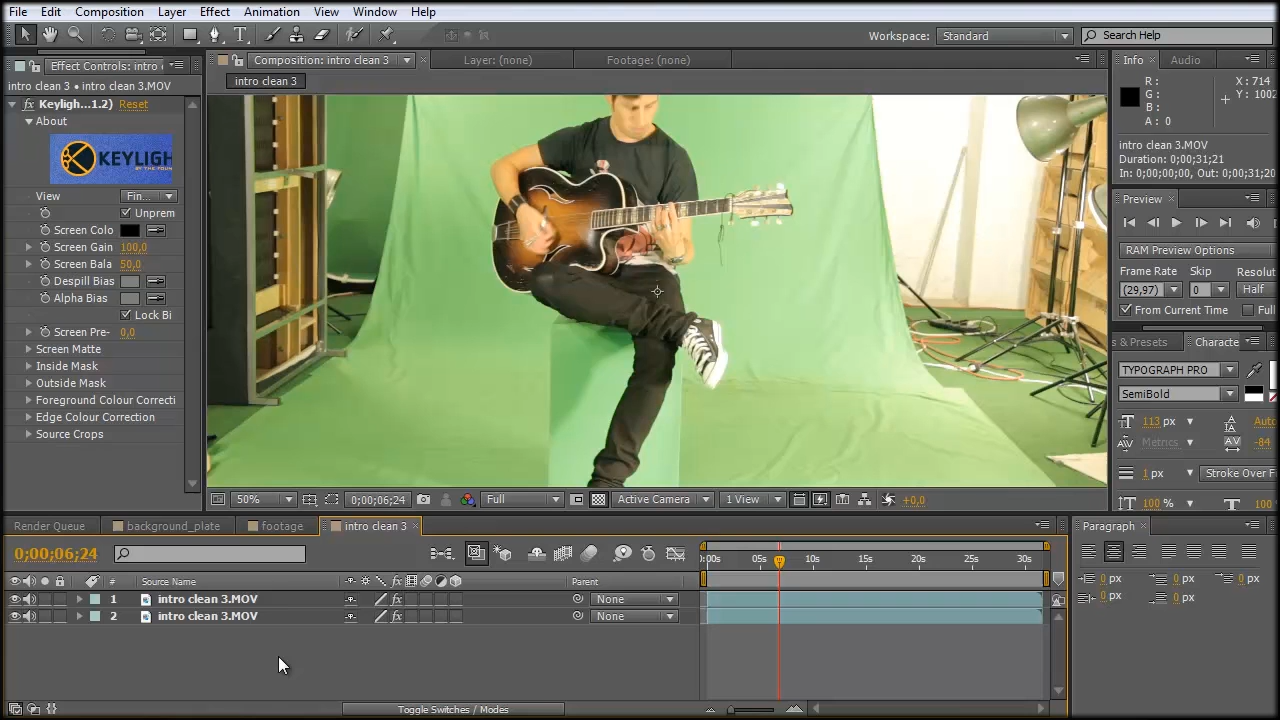 File Edit Composition Layer Effect Animation View Window Help
Workspace: Standard Search Help
Effect Controls: intro
Composition: intro clean 3
Layer: (none)
Footage: (none)
Info Audio
intro clean 3 • intro clean 3.MOV
intro clean 3
R :
G :
B :
A : 0
X : 714
Y : 1002
Keyligh...1.2) Reset
About
KEYLIGH
BY THE FOUN
intro clean 3.MOV
Duration: 0;00;31;21
In: 0;00;00;00, Out: 0;00;31;20
View Fin...
Unprem
Screen Colo
Screen Gain 100,0
Screen Bala 50,0
Despill Bias
Alpha Bias
Lock Bi
Screen Pre- 0,0
Screen Matte
Inside Mask
Outside Mask
Foreground Colour Correcti
Edge Colour Correction
Source Crops
Preview
RAM Preview Options
Frame Rate Skip Resolut
(29,97) 0 Half
From Current Time Full
s & Presets Characte
TYPOGRAPH PRO
SemiBold
113 px Auto
Metrics -84
1 px Stroke Over F
100 % 100
50% 0;00;06;24 Full Active Camera 1 View +0,0
Render Queue background_plate footage intro clean 3
0;00;06;24
:00s 05s 10s 15s 20s 25s 30s
# Source Name fx Parent
1 intro clean 3.MOV fx None
2 intro clean 3.MOV fx None
Toggle Switches / Modes
Paragraph
0 px 0 px 0 px
0 px 0 px